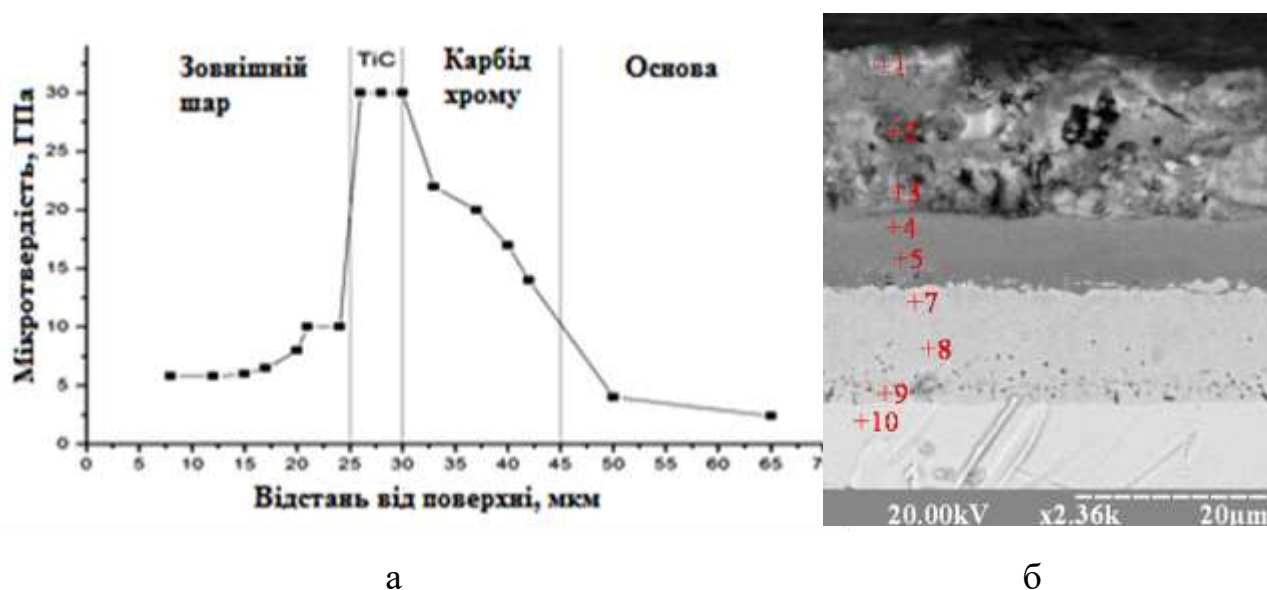 Зовнішній шар
TiC
Карбід хрому
Основа
Мікротвердість, ГПа
30
25
20
15
10
5
0
0 5 10 15 20 25 30 35 40 45 50 55 60 65 7
Відстань від поверхні, мкм
+1
+2
+3
+4
+5
+7
+8
+9
+10
20.00kV x2.36k 20µm
а б